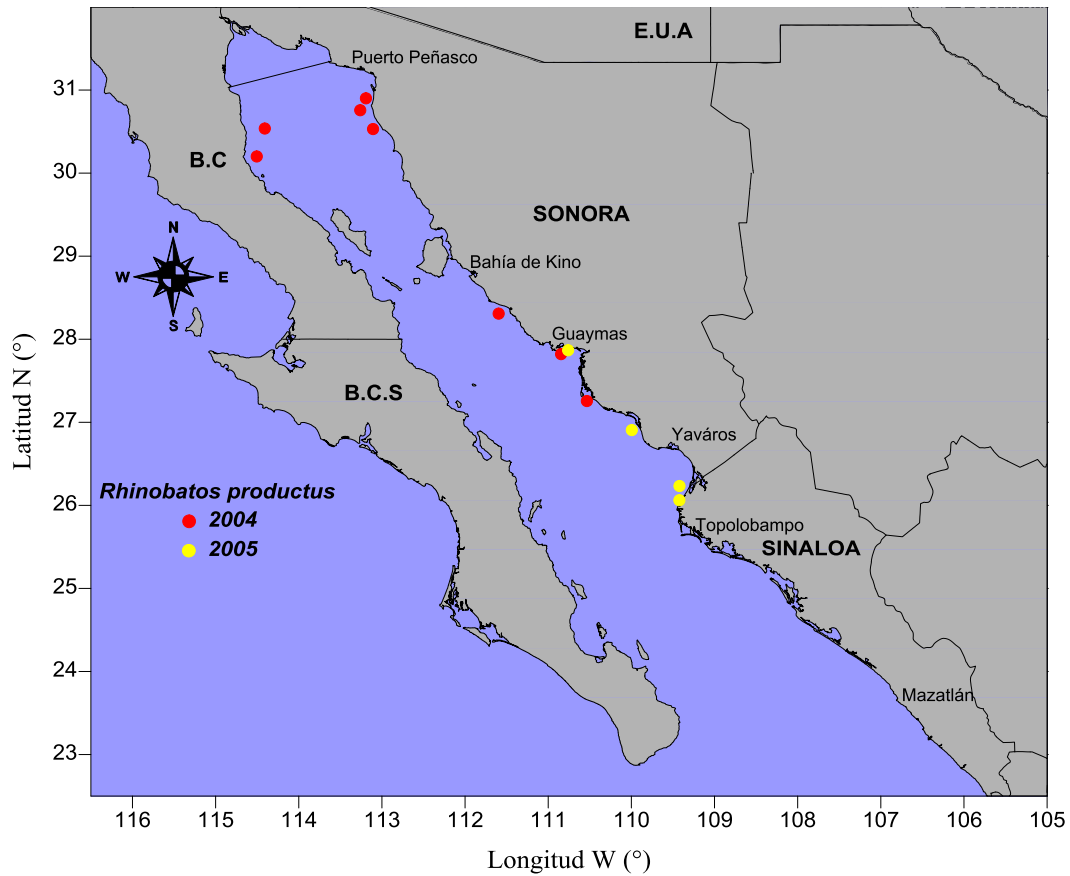 E.U.A
Puerto Peñasco
31
B.C
30
SONORA
29
N
W
E
S
Bahía de Kino
28
Guaymas
B.C.S
27
Yaváros
Latitud N (°)
Rhinobatos productus
26
2004
2005
Topolobampo
SINALOA
25
24
Mazatlán
23
116 115 114 113 112 111 110 109 108 107 106 105
Longitud W (°)